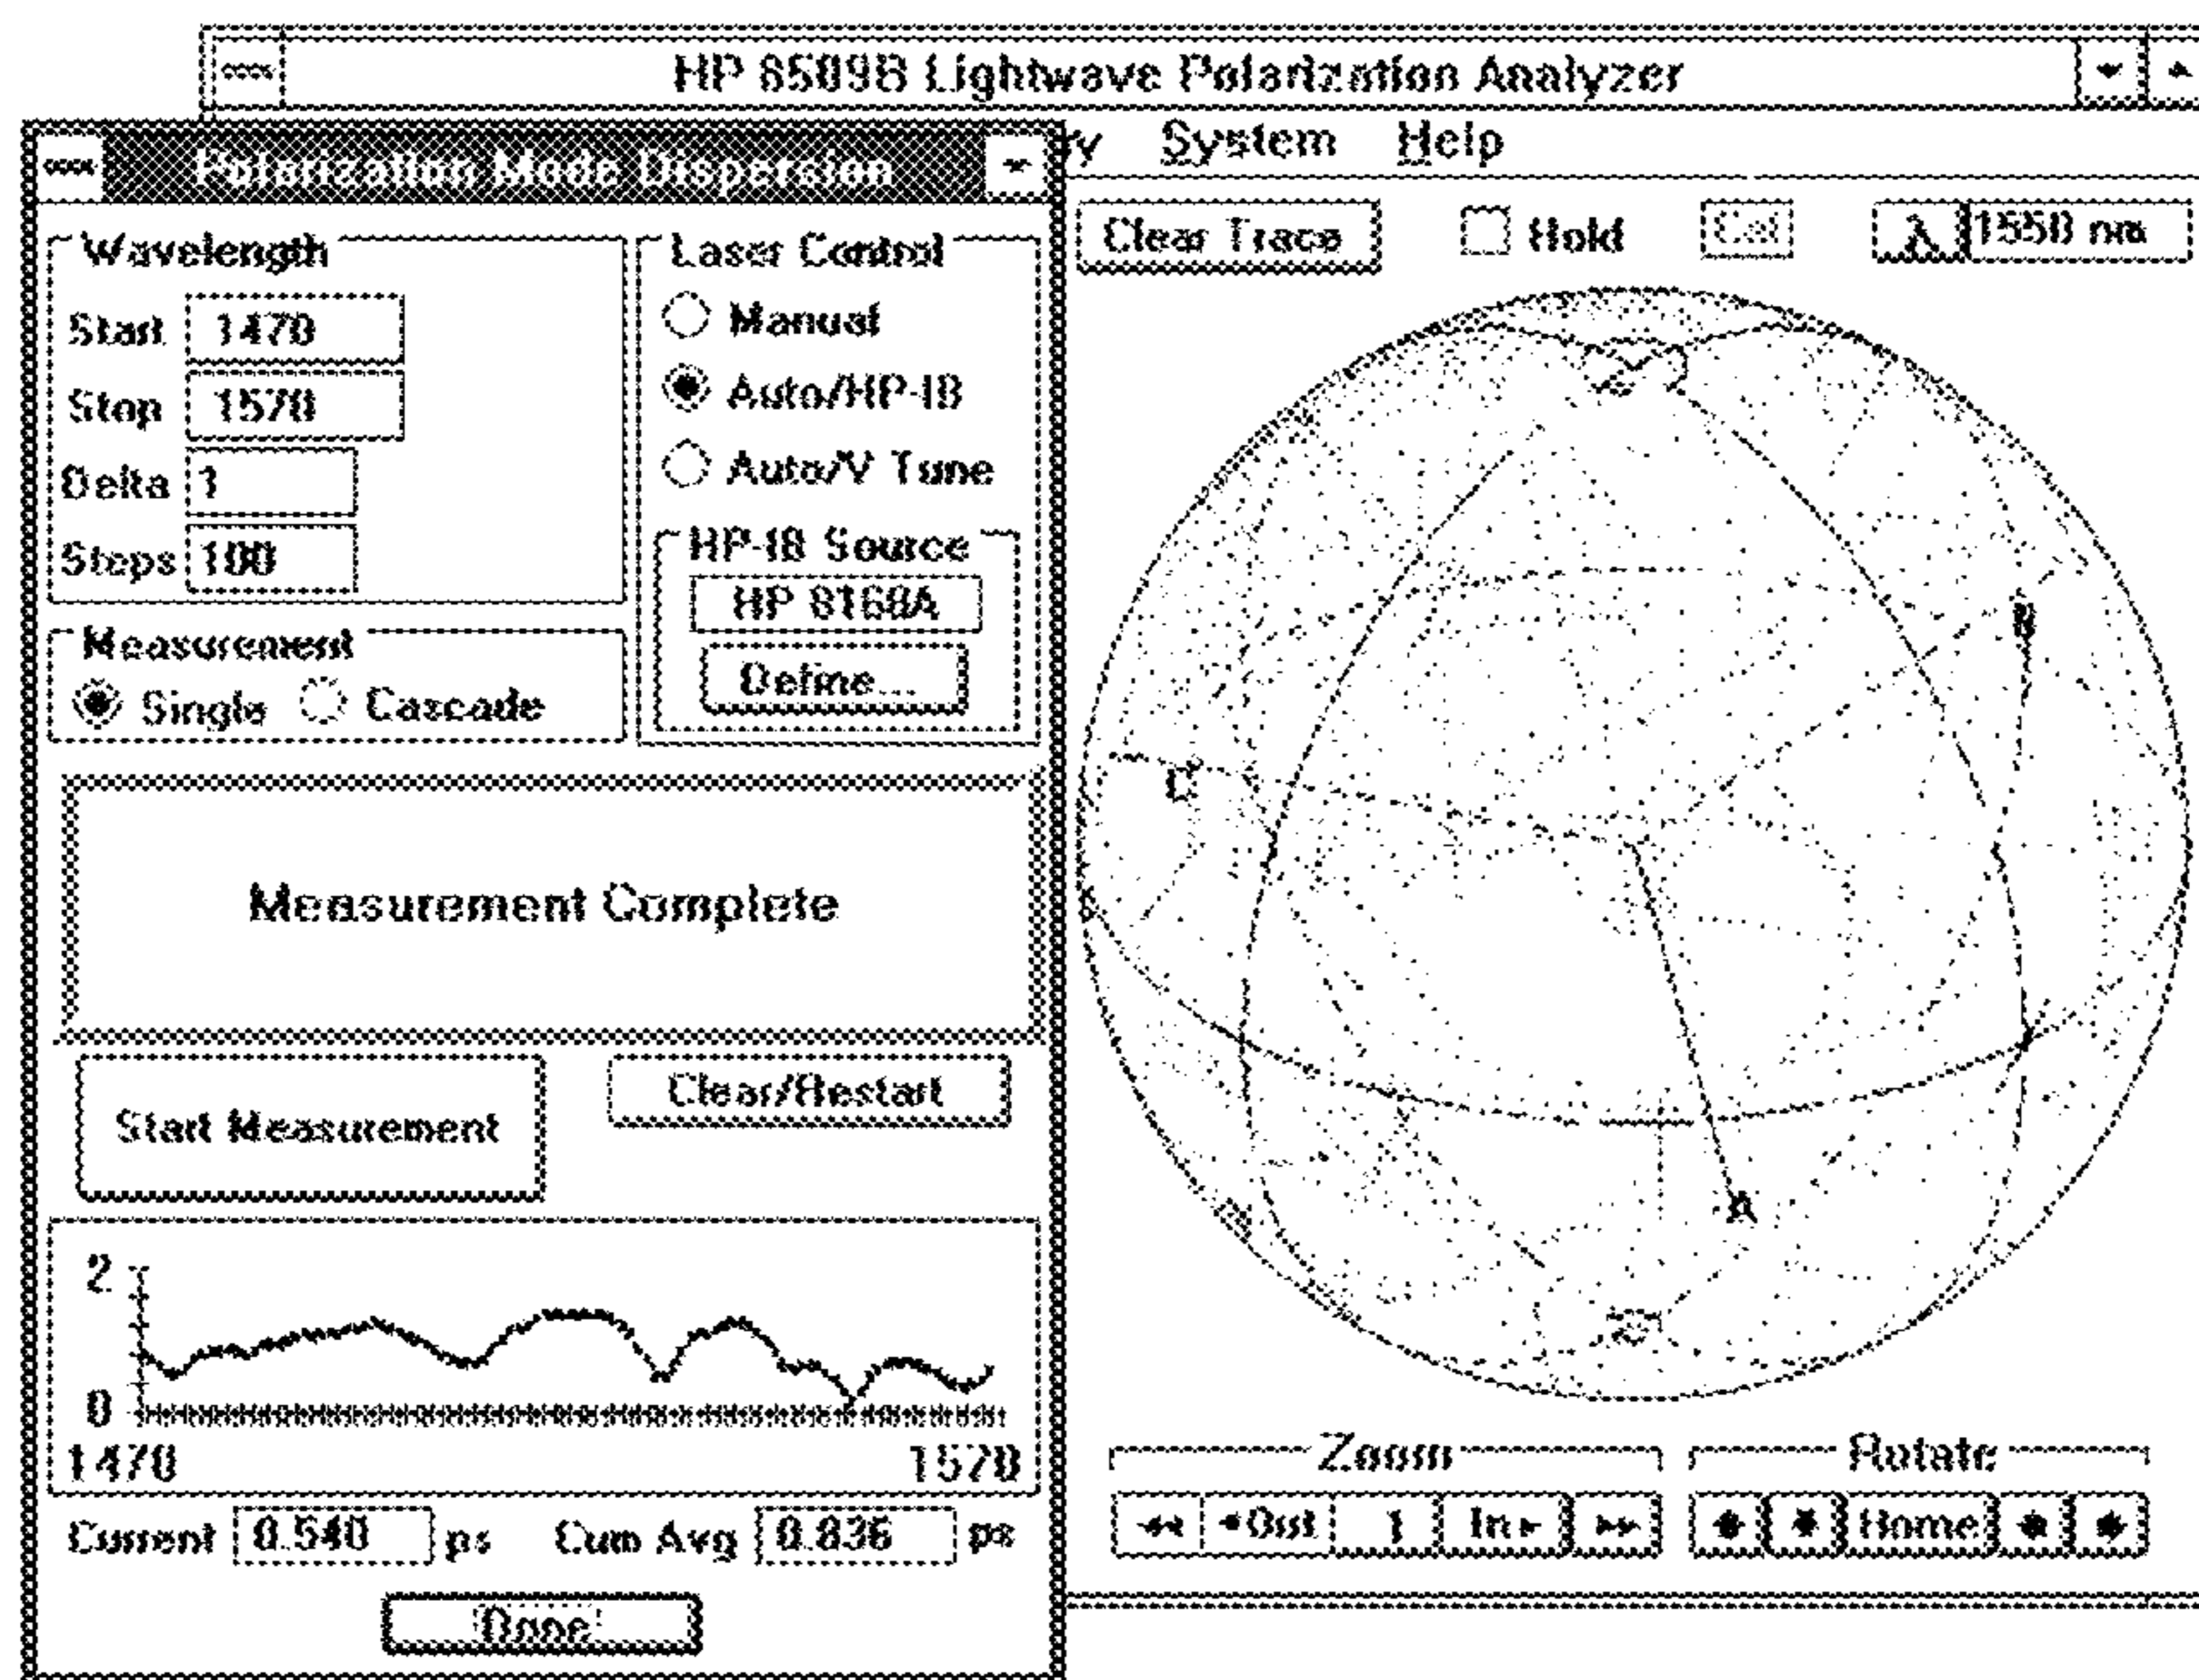 HP 8509B Lightwave Polarization Analyzer
System Help
Polarization Mode Dispersion
Clear Trace Hold Cal λ 1550 nm
Wavelength
Start 1470
Stop 1570
Delta 1
Steps 100
Laser Control
Manual
Auto/HP-IB
Auto/V Tune
HP-IB Source
HP 8168A
Define...
Measurement
Single Cascade
Measurement Complete
Start Measurement
Clear/Restart
2
0
1470 1570
Current 0.540 ps Cum Avg 0.836 ps
Done
B
C
A
Zoom
Out 1 In
Rotate
Home